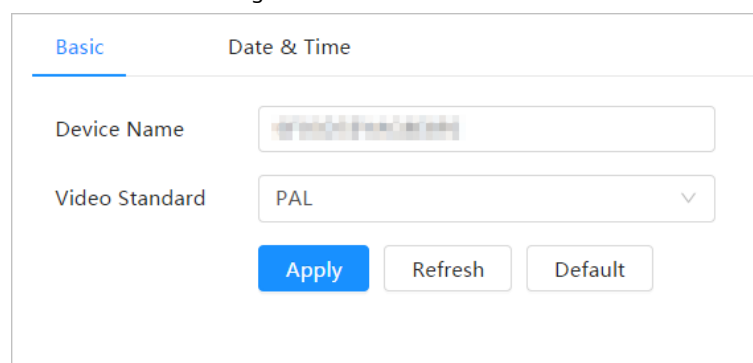 Basic Date & Time
Device Name
Video Standard PAL
Apply Refresh Default